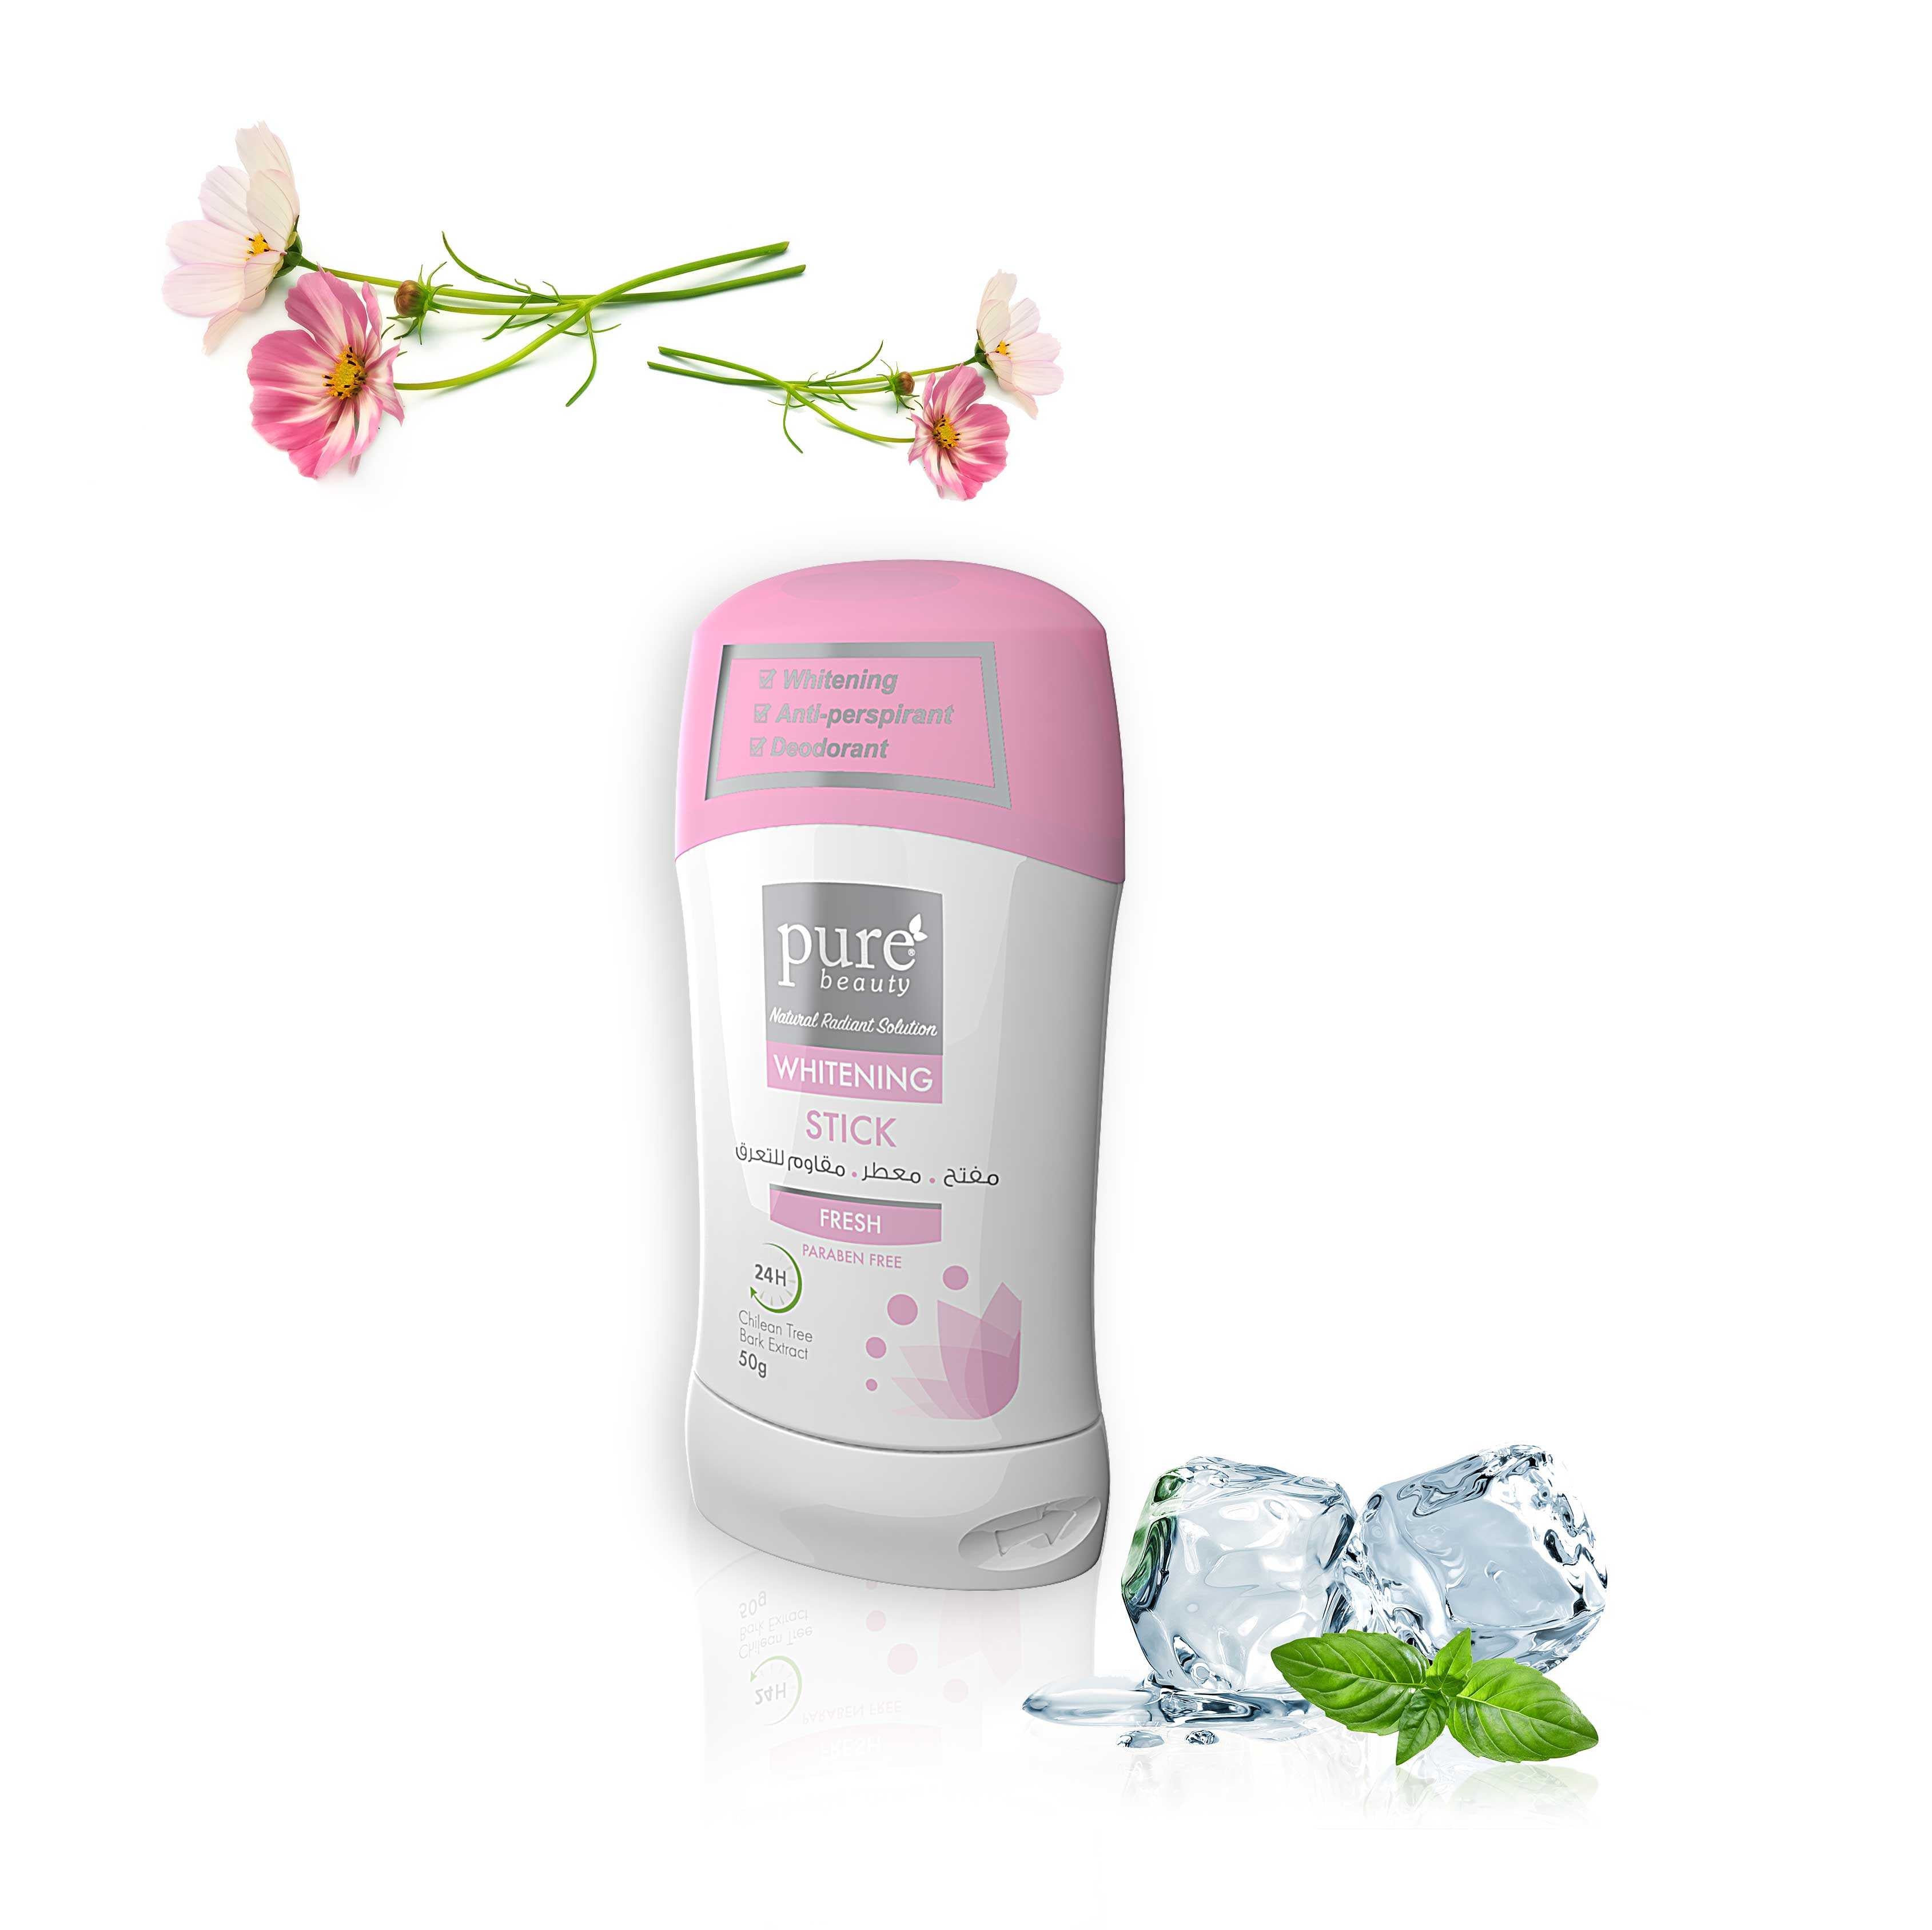 Whitening
Anti-perspirant
Deodorant
pure®
beauty
Natural Radiant Solution
WHITENING
STICK
مفتح . معطر . مقاوم للتعرق
FRESH
PARABEN FREE
24H
Chilean Tree
Bark Extract
50g